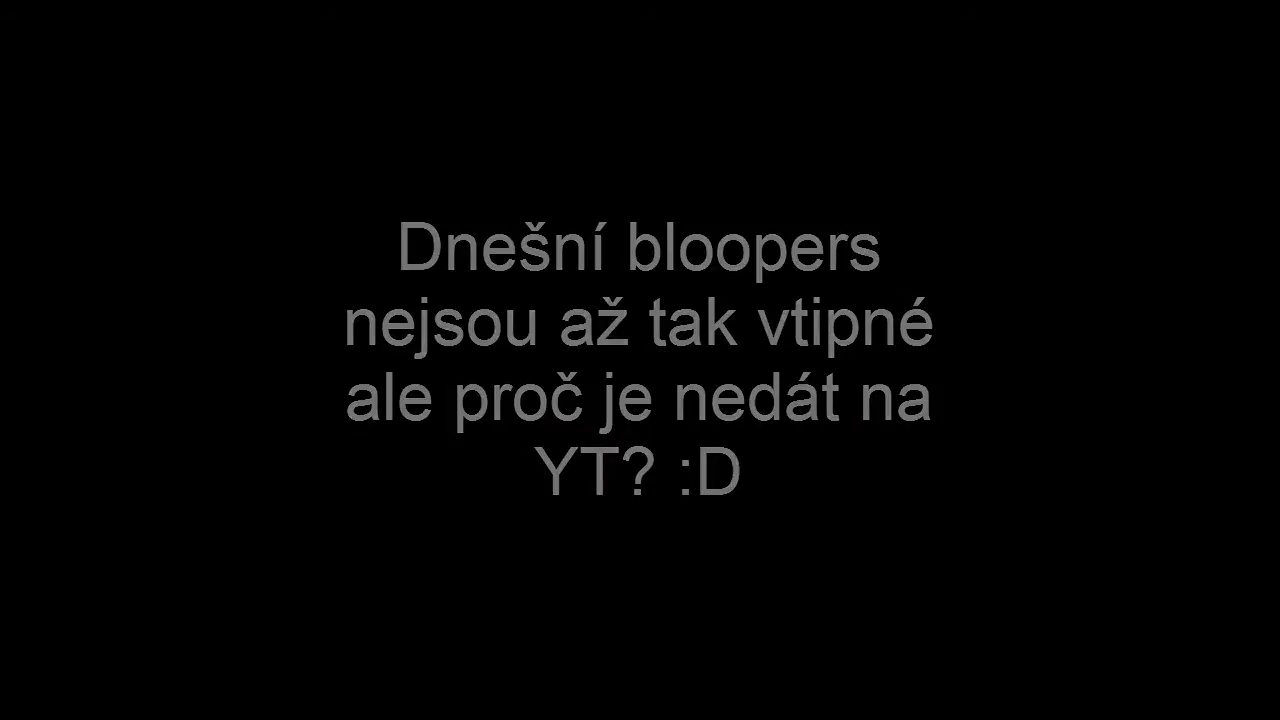 Dnešní bloopers
nejsou až tak vtipné
ale proč je nedát na
YT? :D